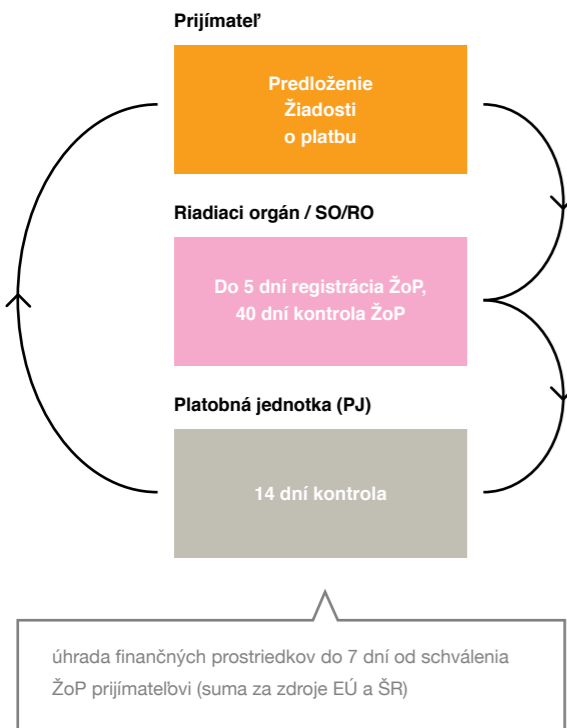 Prijímateľ
Predloženie
Žiadosti
o platbu
Riadiaci orgán / SO/RO
Do 5 dní registrácia ŽoP,
40 dní kontrola ŽoP
Platobná jednotka (PJ)
14 dní kontrola
úhrada finančných prostriedkov do 7 dní od schválenia
ŽoP prijímateľovi (suma za zdroje EÚ a ŠR)